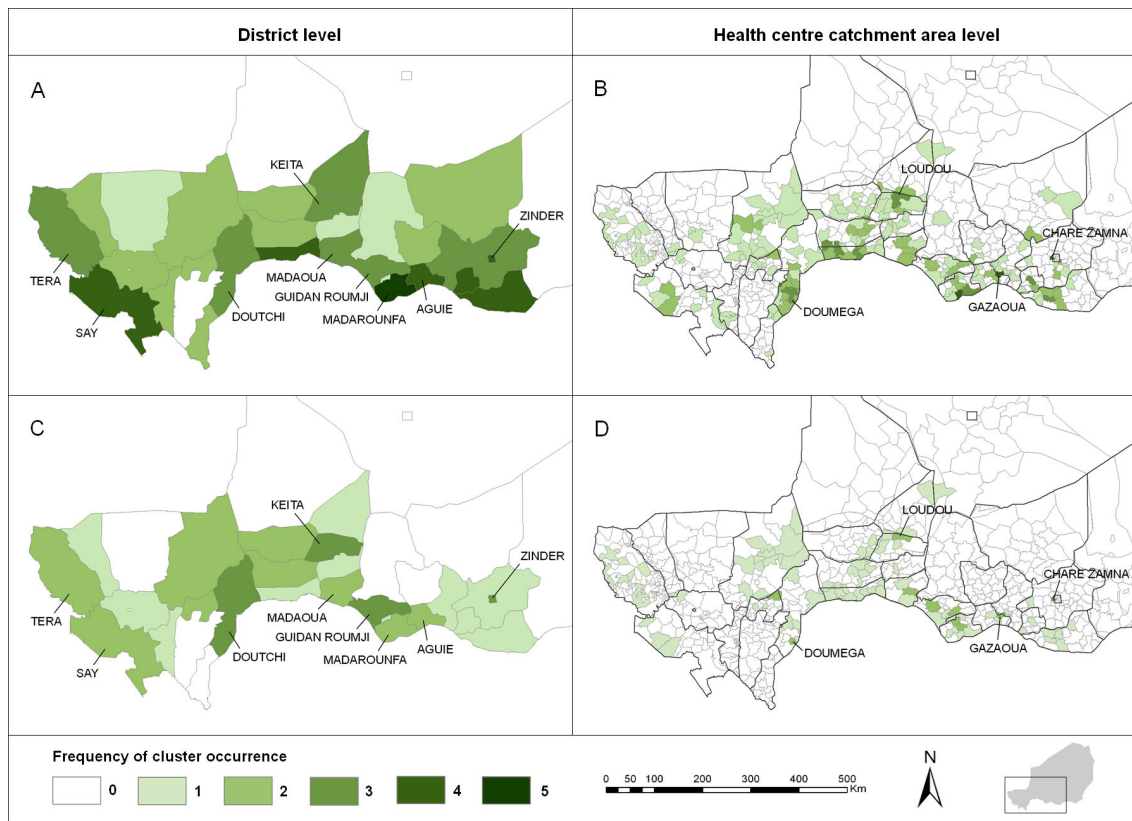 District level
Health centre catchment area level
A
KEITA
ZINDER
TERA
MADAOUA
GUIDAN ROUMJI
SAY
DOUTCHI
MADAROUNFA
AGUIE
B
LOUDOU
CHARE ZAMNA
DOUMEGA
GAZAOUA
C
KEITA
ZINDER
TERA
MADAOUA
GUIDAN ROUMJI
SAY
DOUTCHI
MADAROUNFA
AGUIE
D
LOUDOU
CHARE ZAMNA
DOUMEGA
GAZAOUA
Frequency of cluster occurrence
0 1 2 3 4 5
0 50 100 200 300 400 500
Km
N